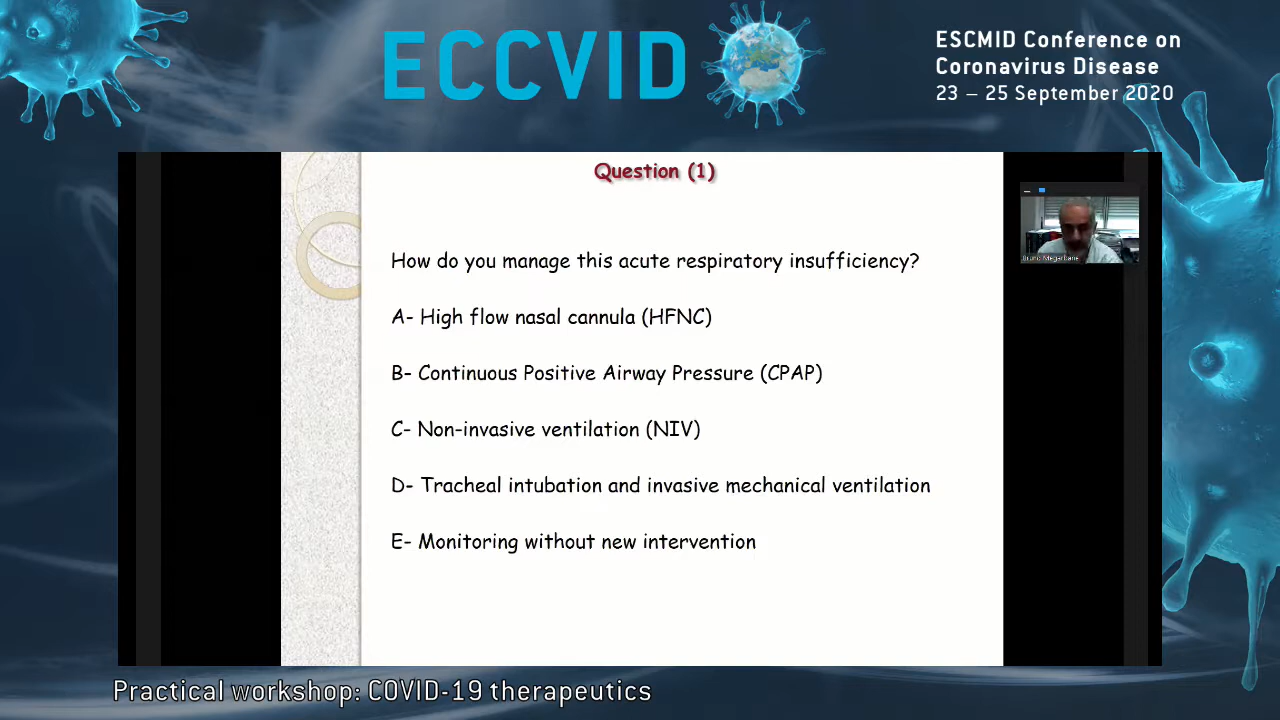 ECCVID
ESCMID Conference on
Coronavirus Disease
23 – 25 September 2020
Question (1)
How do you manage this acute respiratory insufficiency?
A- High flow nasal cannula (HFNC)
B- Continuous Positive Airway Pressure (CPAP)
C- Non-invasive ventilation (NIV)
D- Tracheal intubation and invasive mechanical ventilation
E- Monitoring without new intervention
Bruno Megarbane
Practical workshop: COVID-19 therapeutics